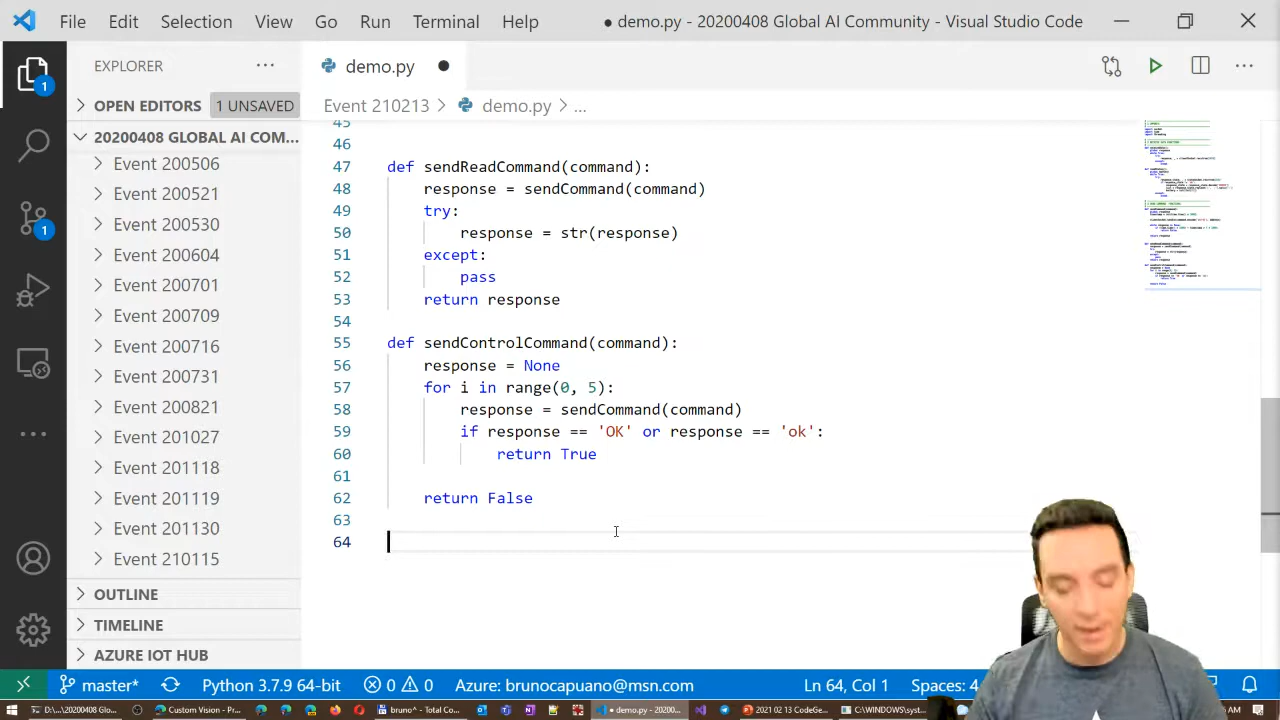 File Edit Selection View Go Run Terminal Help ● demo.py - 20200408 Global AI Community - Visual Studio Code
EXPLORER ...
demo.py ●
OPEN EDITORS 1 UNSAVED
Event 210213 > demo.py > ...
20200408 GLOBAL AI COM...
Event 200506
Event 200521
Event 200530
Event 200604
Event 200701
Event 200709
Event 200716
Event 200731
Event 200821
Event 201027
Event 201118
Event 201119
Event 201130
Event 210115
OUTLINE
TIMELINE
AZURE IOT HUB
1
1
45
46
47 def sendReadCommand(command):
48 response = sendCommand(command)
49 try:
50 response = str(response)
51 except:
52 pass
53 return response
54
55 def sendControlCommand(command):
56 response = None
57 for i in range(0, 5):
58 response = sendCommand(command)
59 if response == 'OK' or response == 'ok':
60 return True
61
62 return False
63
64
master* Python 3.7.9 64-bit 0 0 Azure: brunocapuano@msn.com Ln 64, Col 1 Spaces: 4
D:\...\20200408 Glo... Custom Vision - Pr... bruno^ - Total Co... ● demo.py - 20200... 2021 02 13 CodeGe... C:\WINDOWS\syst... AM